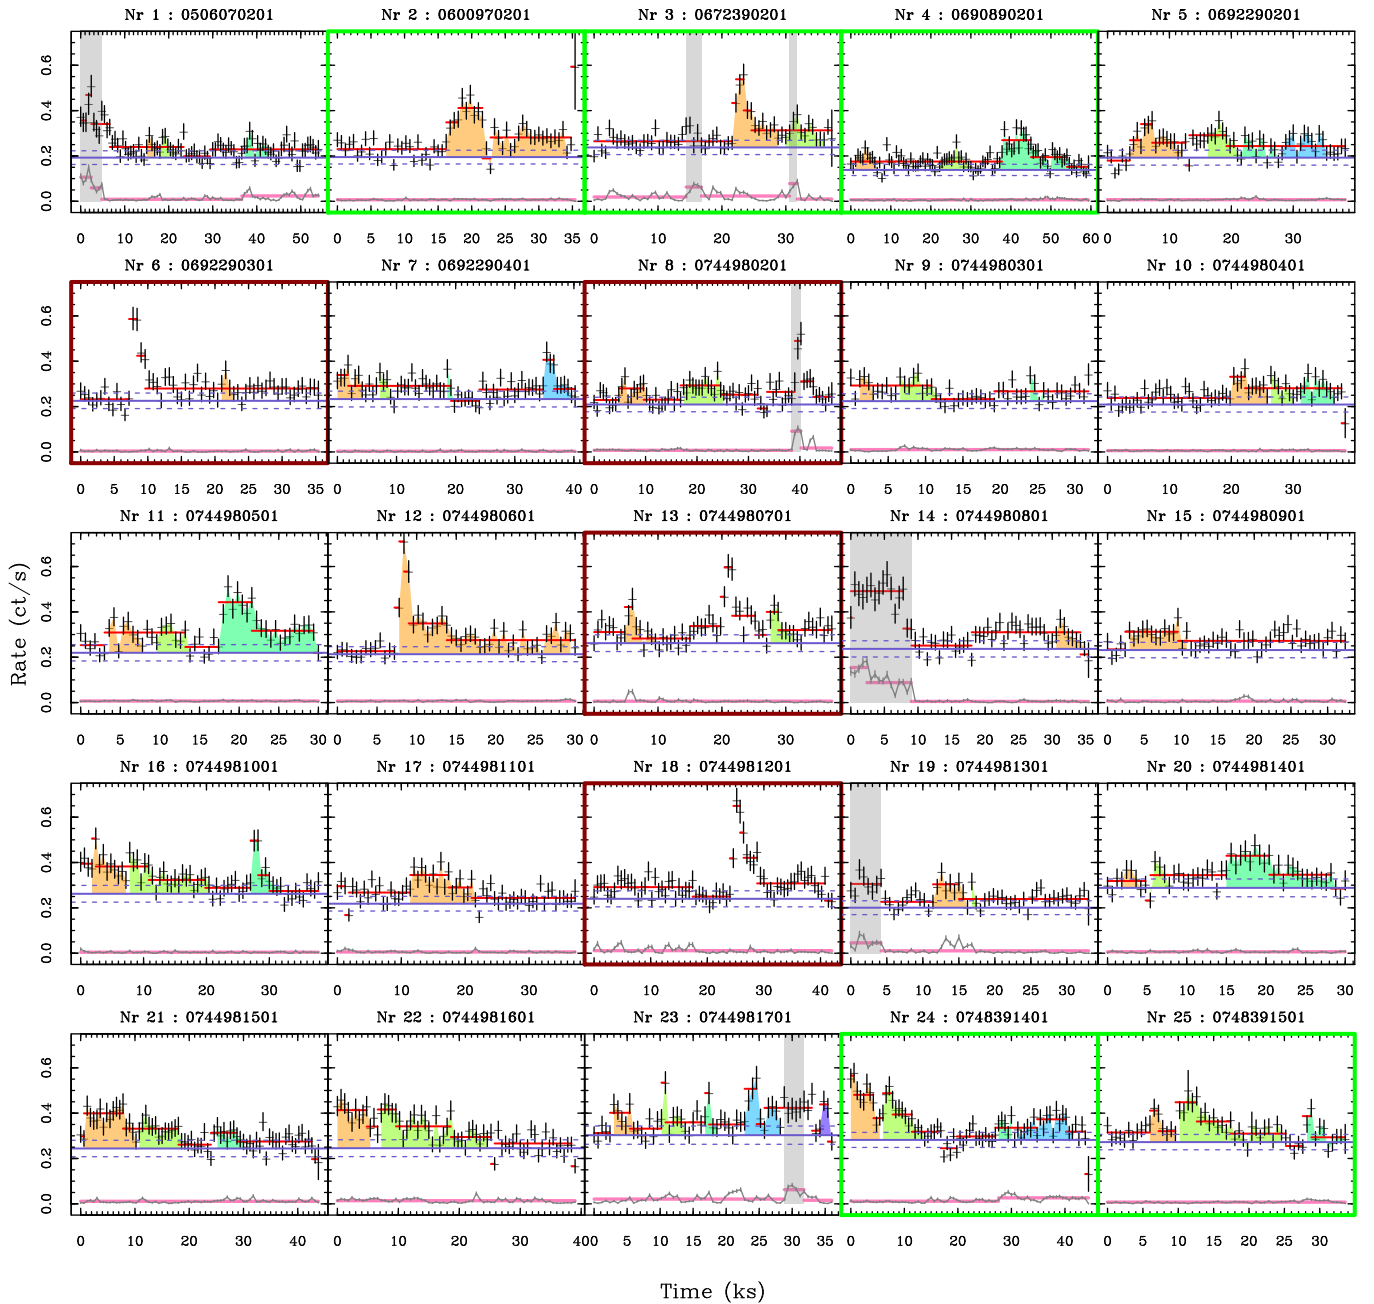 Nr 1 : 0506070201 Nr 2 : 0600970201 Nr 3 : 0672390201 Nr 4 : 0690890201 Nr 5 : 0692290201
0.0 0.2 0.4 0.6
0 10 20 30 40 50 0 5 10 15 20 25 30 35 0 10 20 30 0 10 20 30 40 50 60 0 10 20 30
Nr 6 : 0692290301 Nr 7 : 0692290401 Nr 8 : 0744980201 Nr 9 : 0744980301 Nr 10 : 0744980401
0.0 0.2 0.4 0.6
0 5 10 15 20 25 30 35 0 10 20 30 40 0 10 20 30 40 0 5 10 15 20 25 30 0 10 20 30
Nr 11 : 0744980501 Nr 12 : 0744980601 Nr 13 : 0744980701 Nr 14 : 0744980801 Nr 15 : 0744980901
0.0 0.2 0.4 0.6
0 5 10 15 20 25 30 0 5 10 15 20 25 30 0 10 20 30 0 5 10 15 20 25 30 35 0 10 20 30
Nr 16 : 0744981001 Nr 17 : 0744981101 Nr 18 : 0744981201 Nr 19 : 0744981301 Nr 20 : 0744981401
0.0 0.2 0.4 0.6
0 10 20 30 0 10 20 30 0 10 20 30 40 0 10 20 30 0 5 10 15 20 25 30
Nr 21 : 0744981501 Nr 22 : 0744981601 Nr 23 : 0744981701 Nr 24 : 0748391401 Nr 25 : 0748391501
0.0 0.2 0.4 0.6
0 10 20 30 40 0 10 20 30 40 0 5 10 15 20 25 30 35 0 10 20 30 40 0 10 20 30
Rate (ct/s)
Time (ks)